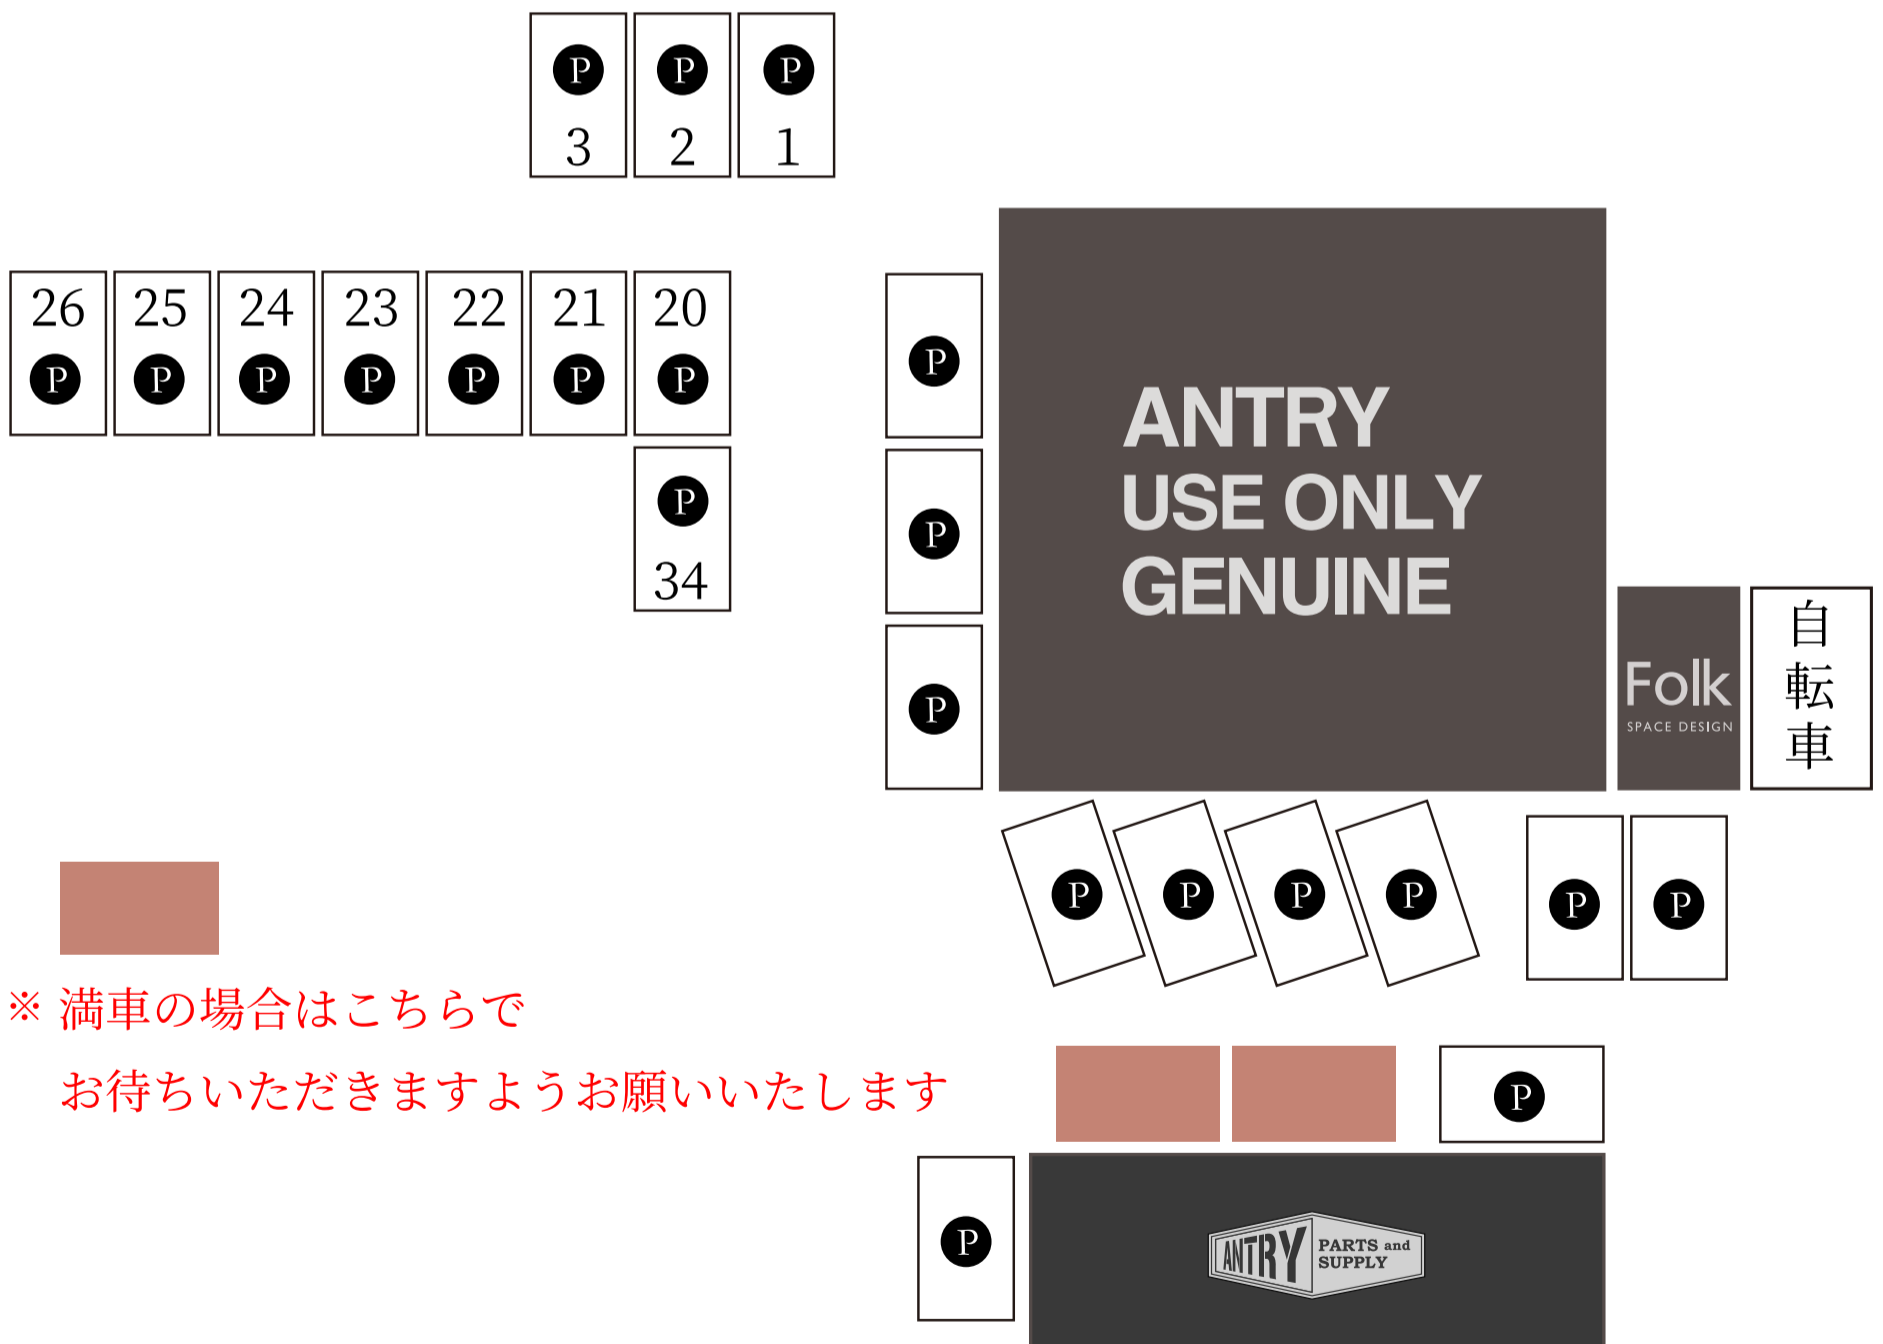 P P P
3 2 1
26 25 24 23 22 21 20
P P P P P P P
P
34
P
P
P
ANTRY
USE ONLY
GENUINE
Folk
SPACE DESIGN
自転車
P P P P
P P
※ 満車の場合はこちらで
お待ちいただきますようお願いいたします
P
P
ANTRY
PARTS and
SUPPLY